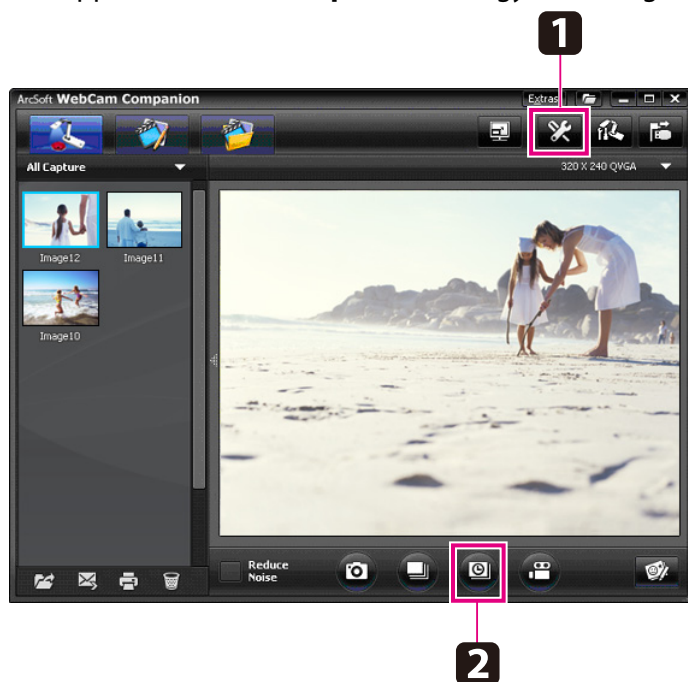 1
ArcSoft WebCam Companion
Extras
All Capture
320 X 240 QVGA
Image12
Image11
Image10
Reduce
Noise
2